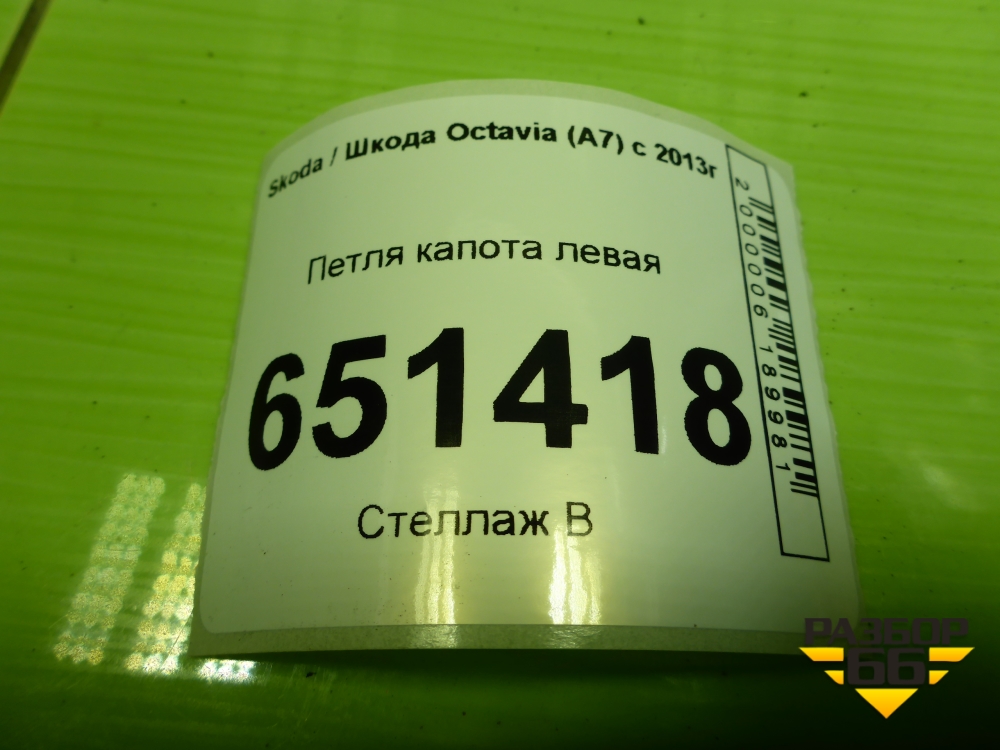 Skoda / Шкода Octavia (A7) с 2013г
Петля капота левая
651418
Стеллаж В
2000006189981
РАЗБОР
66